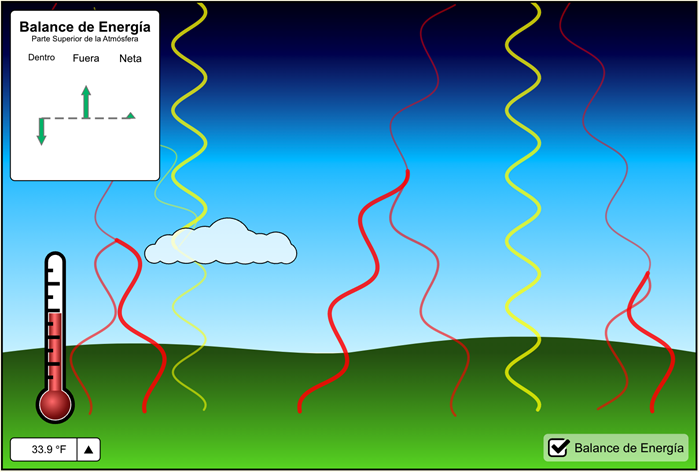 Balance de Energía
Parte Superior de la Atmósfera
Dentro Fuera Neta
33.9 °F
Balance de Energía